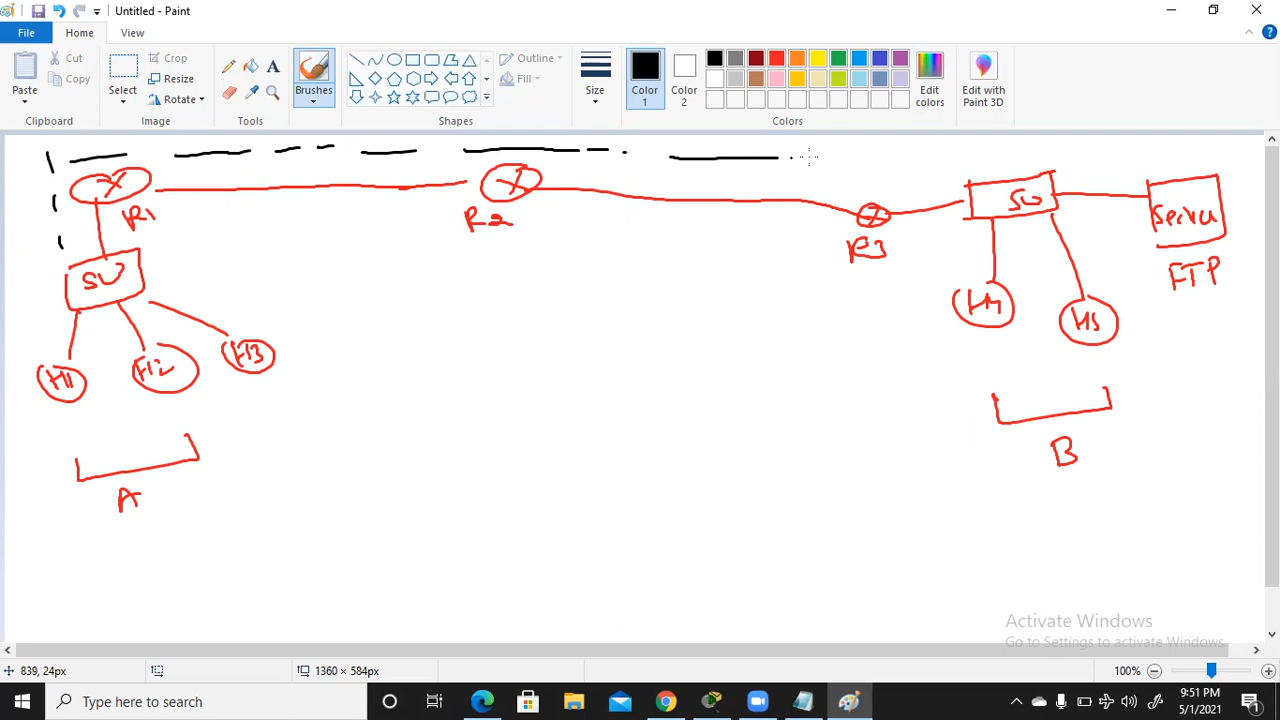 Untitled - Paint
File
Home
View
Paste
Cut
Copy
Clipboard
Select
Crop
Resize
Rotate
Image
A
Tools
Brushes
Outline
Fill
Shapes
Size
Color 1
Color 2
Edit colors
Edit with Paint 3D
Colors
R1
R2
R3
SW
Server
FTP
SW
H1
H2
H3
H4
H5
A
B
Activate Windows
Go to Settings to activate Windows.
839, 24px
1360 × 584px
100%
Type here to search
9:51 PM
5/1/2021